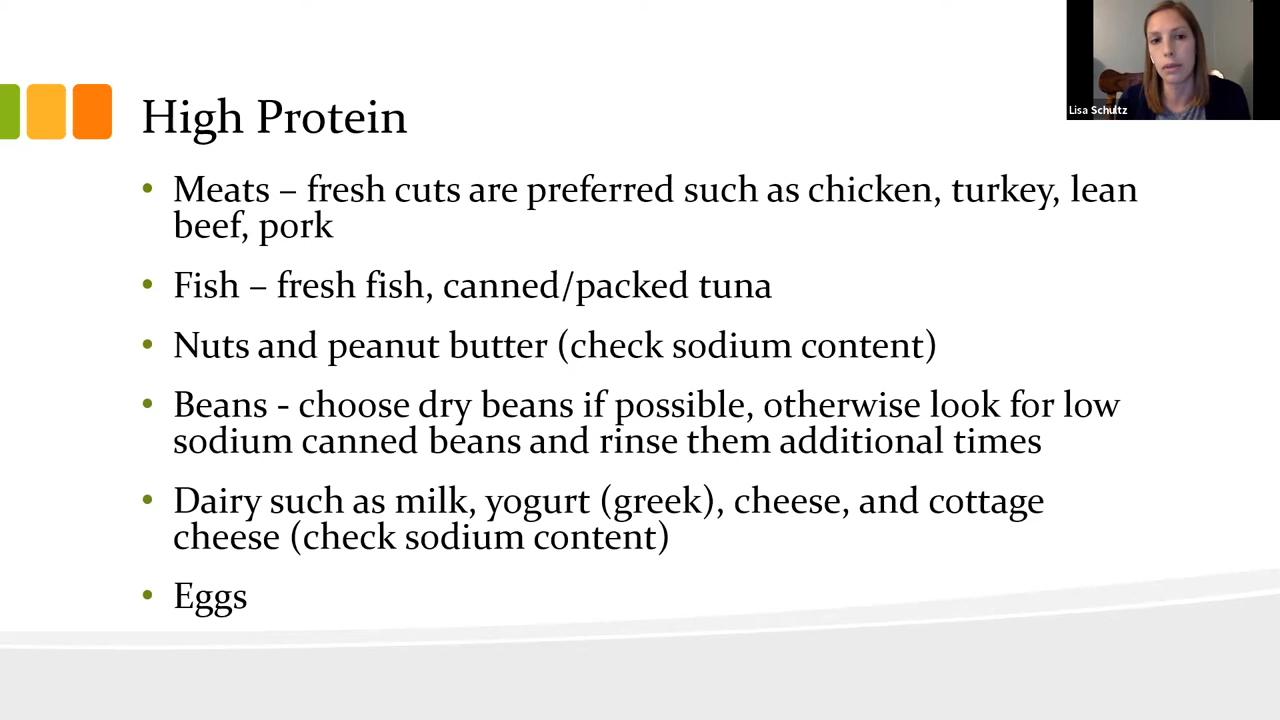 High Protein
Lisa Schultz
• Meats – fresh cuts are preferred such as chicken, turkey, lean
beef, pork
• Fish – fresh fish, canned/packed tuna
• Nuts and peanut butter (check sodium content)
• Beans - choose dry beans if possible, otherwise look for low
sodium canned beans and rinse them additional times
• Dairy such as milk, yogurt (greek), cheese, and cottage
cheese (check sodium content)
• Eggs